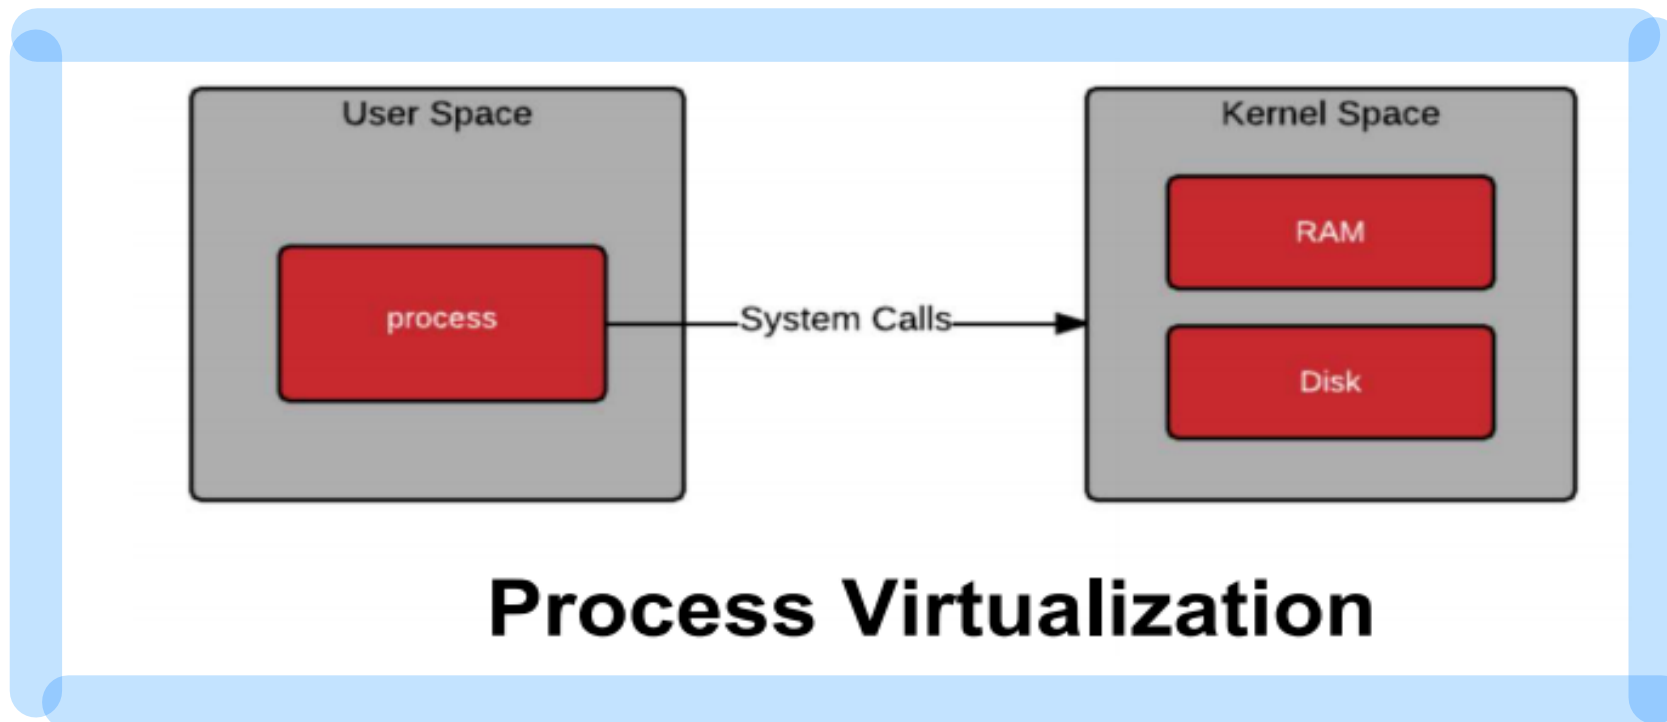 User Space
Kernel Space
RAM
process
System Calls
Disk
Process Virtualization